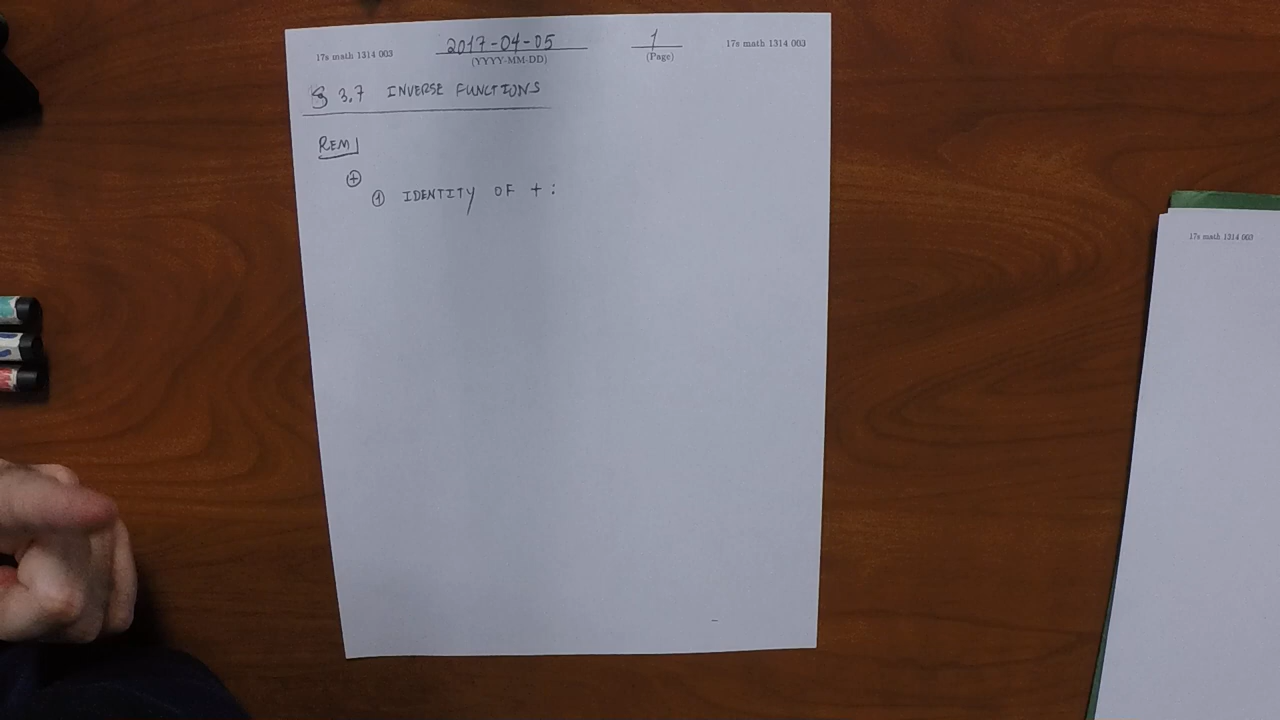 17s math 1314 003 2017-04-05 1 17s math 1314 003
(YYYY-MM-DD) (Page)
§ 3.7 INVERSE FUNCTIONS
REM
⊕
① IDENTITY OF + :
17s math 1314 003